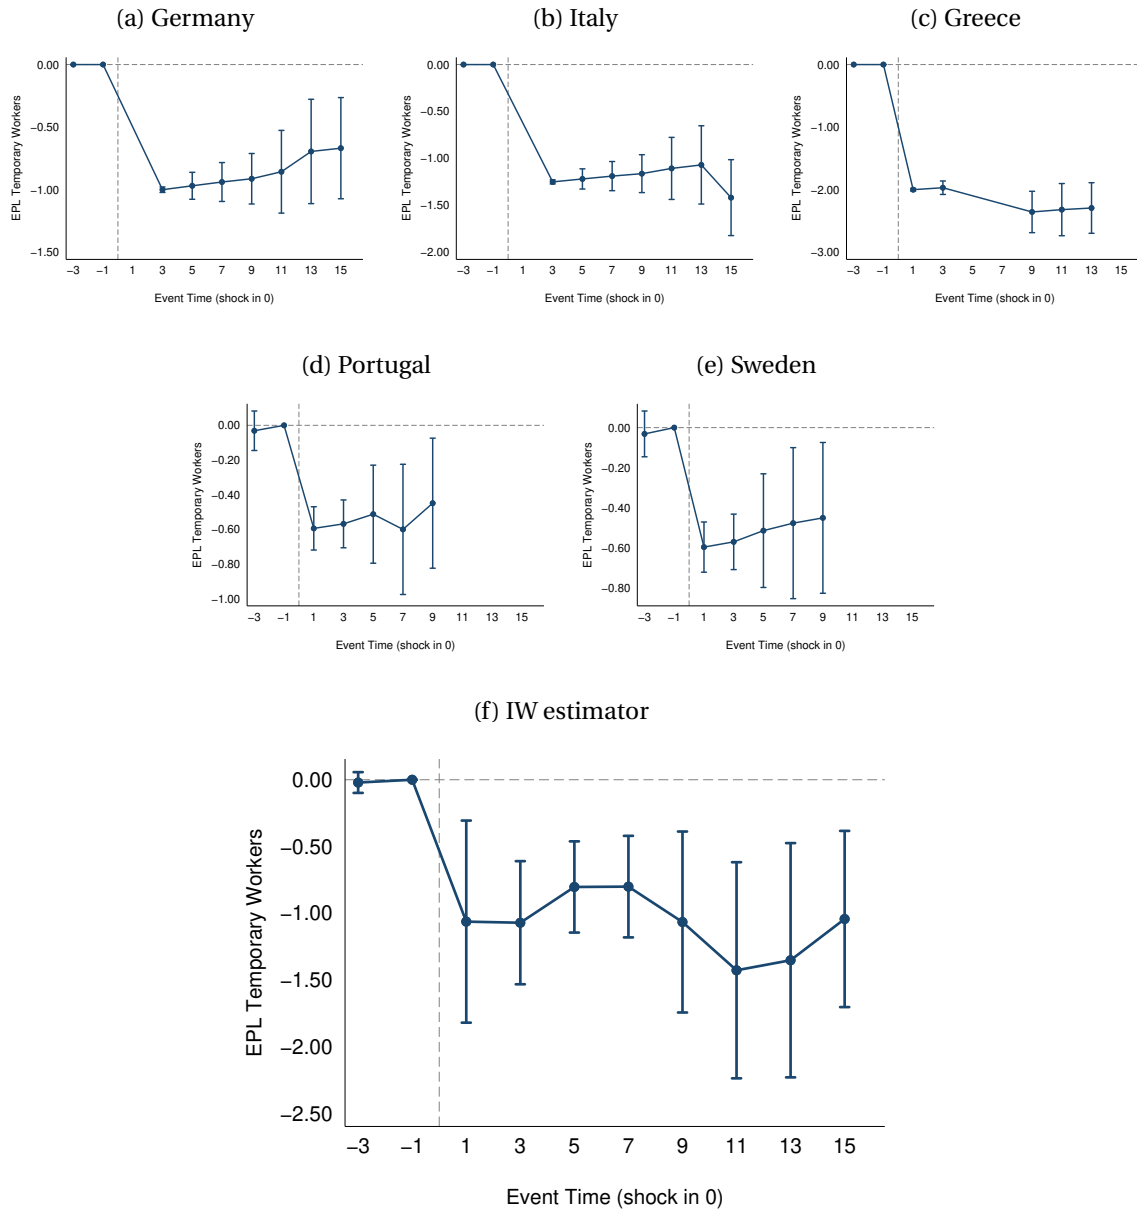 (a) Germany
(b) Italy
(c) Greece
EPL Temporary Workers
0.00
−0.50
−1.00
−1.50
−3 −1 1 3 5 7 9 11 13 15
Event Time (shock in 0)
EPL Temporary Workers
0.00
−0.50
−1.00
−1.50
−2.00
−3 −1 1 3 5 7 9 11 13 15
Event Time (shock in 0)
EPL Temporary Workers
0.00
−1.00
−2.00
−3.00
−3 −1 1 3 5 7 9 11 13 15
Event Time (shock in 0)
(d) Portugal
(e) Sweden
EPL Temporary Workers
0.00
−0.20
−0.40
−0.60
−0.80
−1.00
−3 −1 1 3 5 7 9 11 13 15
Event Time (shock in 0)
EPL Temporary Workers
0.00
−0.20
−0.40
−0.60
−0.80
−3 −1 1 3 5 7 9 11 13 15
Event Time (shock in 0)
(f) IW estimator
EPL Temporary Workers
0.00
−0.50
−1.00
−1.50
−2.00
−2.50
−3 −1 1 3 5 7 9 11 13 15
Event Time (shock in 0)